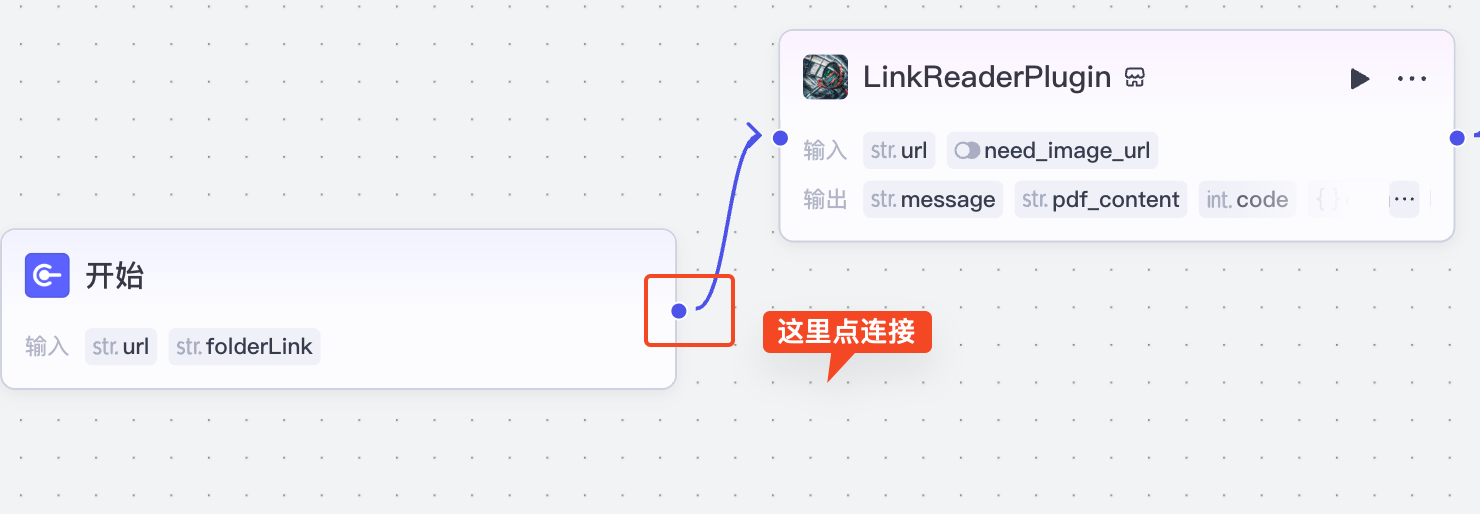 LinkReaderPlugin
输入 str. url need_image_url
输出 str. message str. pdf_content int. code
开始
输入 str. url str. folderLink
这里点连接